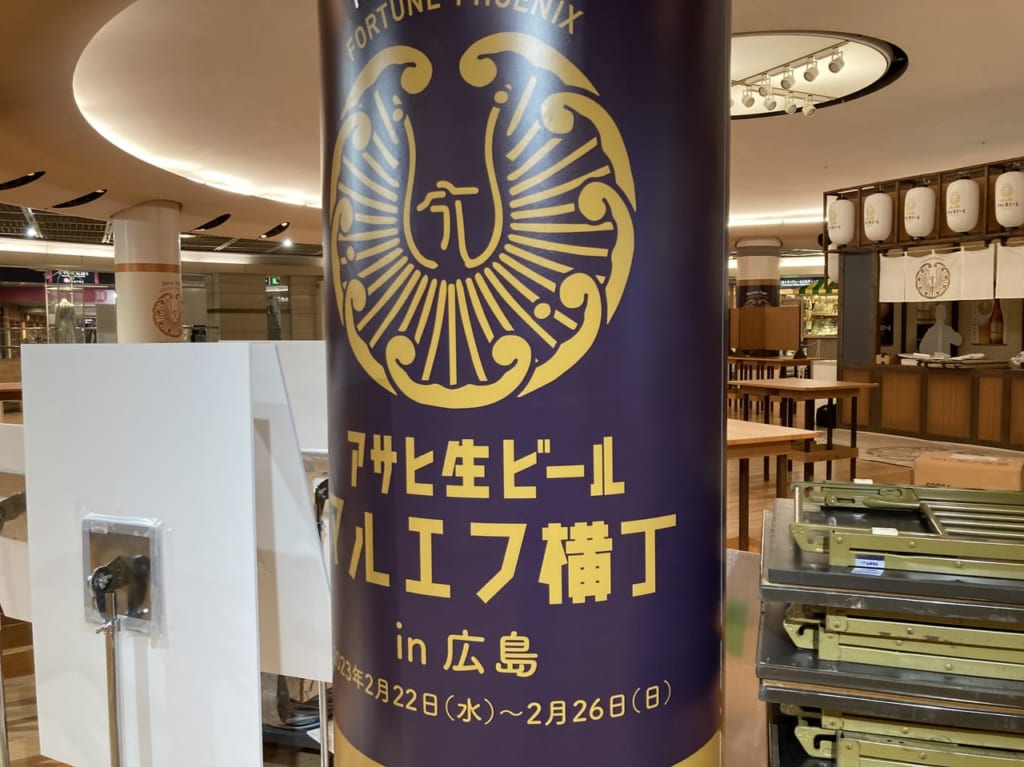 FORTUNE PHOENIX
アサヒ生ビール
アルエフ横丁
in 広島
2023年2月22日(水)~2月26日(日)